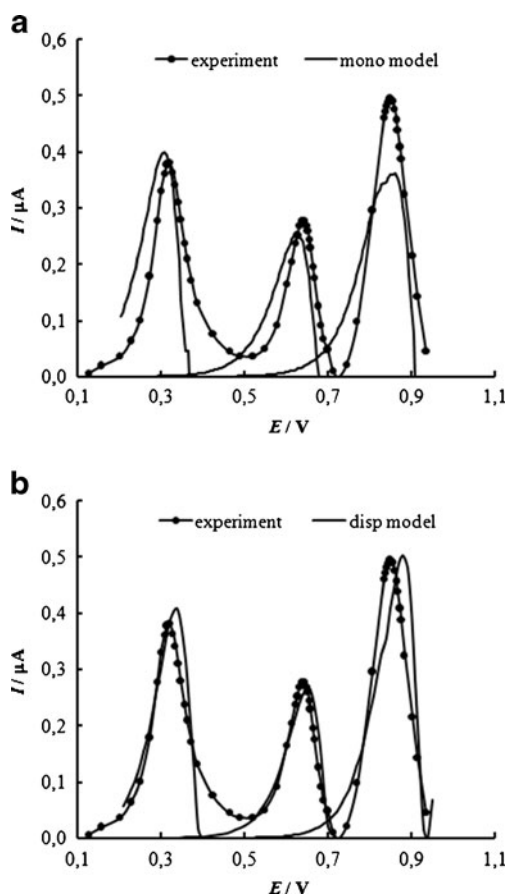 a
experiment mono model
0,6
0,5
0,4
0,3
0,2
0,1
0,0
I / µA
0,1 0,3 0,5 0,7 0,9 1,1
E / V
b
experiment disp model
0,6
0,5
0,4
0,3
0,2
0,1
0,0
I / µA
0,1 0,3 0,5 0,7 0,9 1,1
E / V